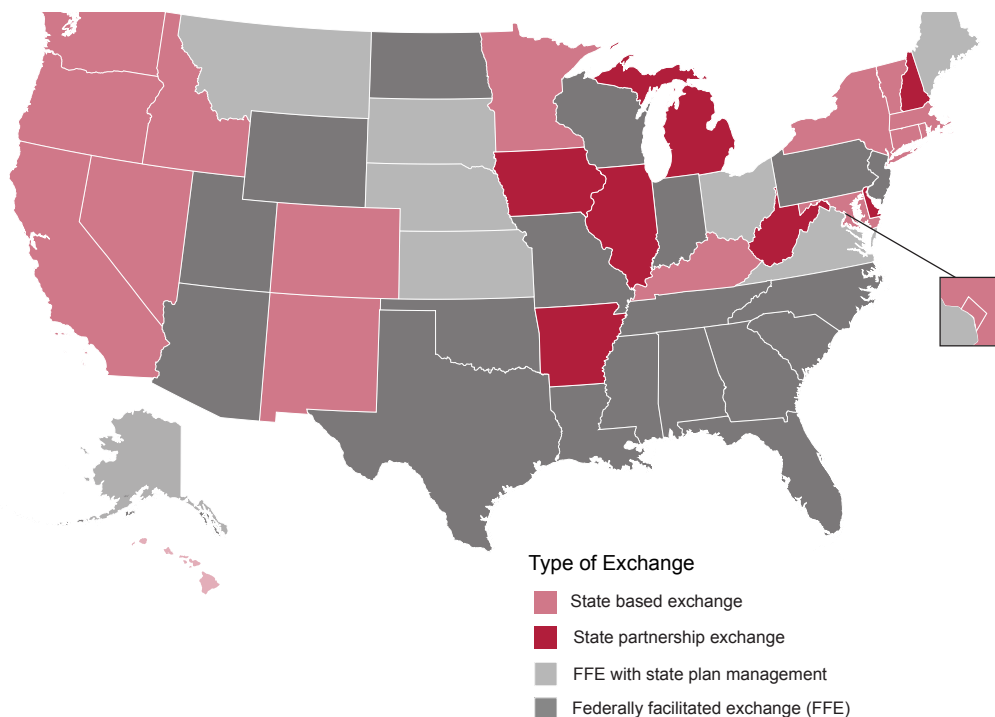 Type of Exchange
State based exchange
State partnership exchange
FFE with state plan management
Federally facilitated exchange (FFE)